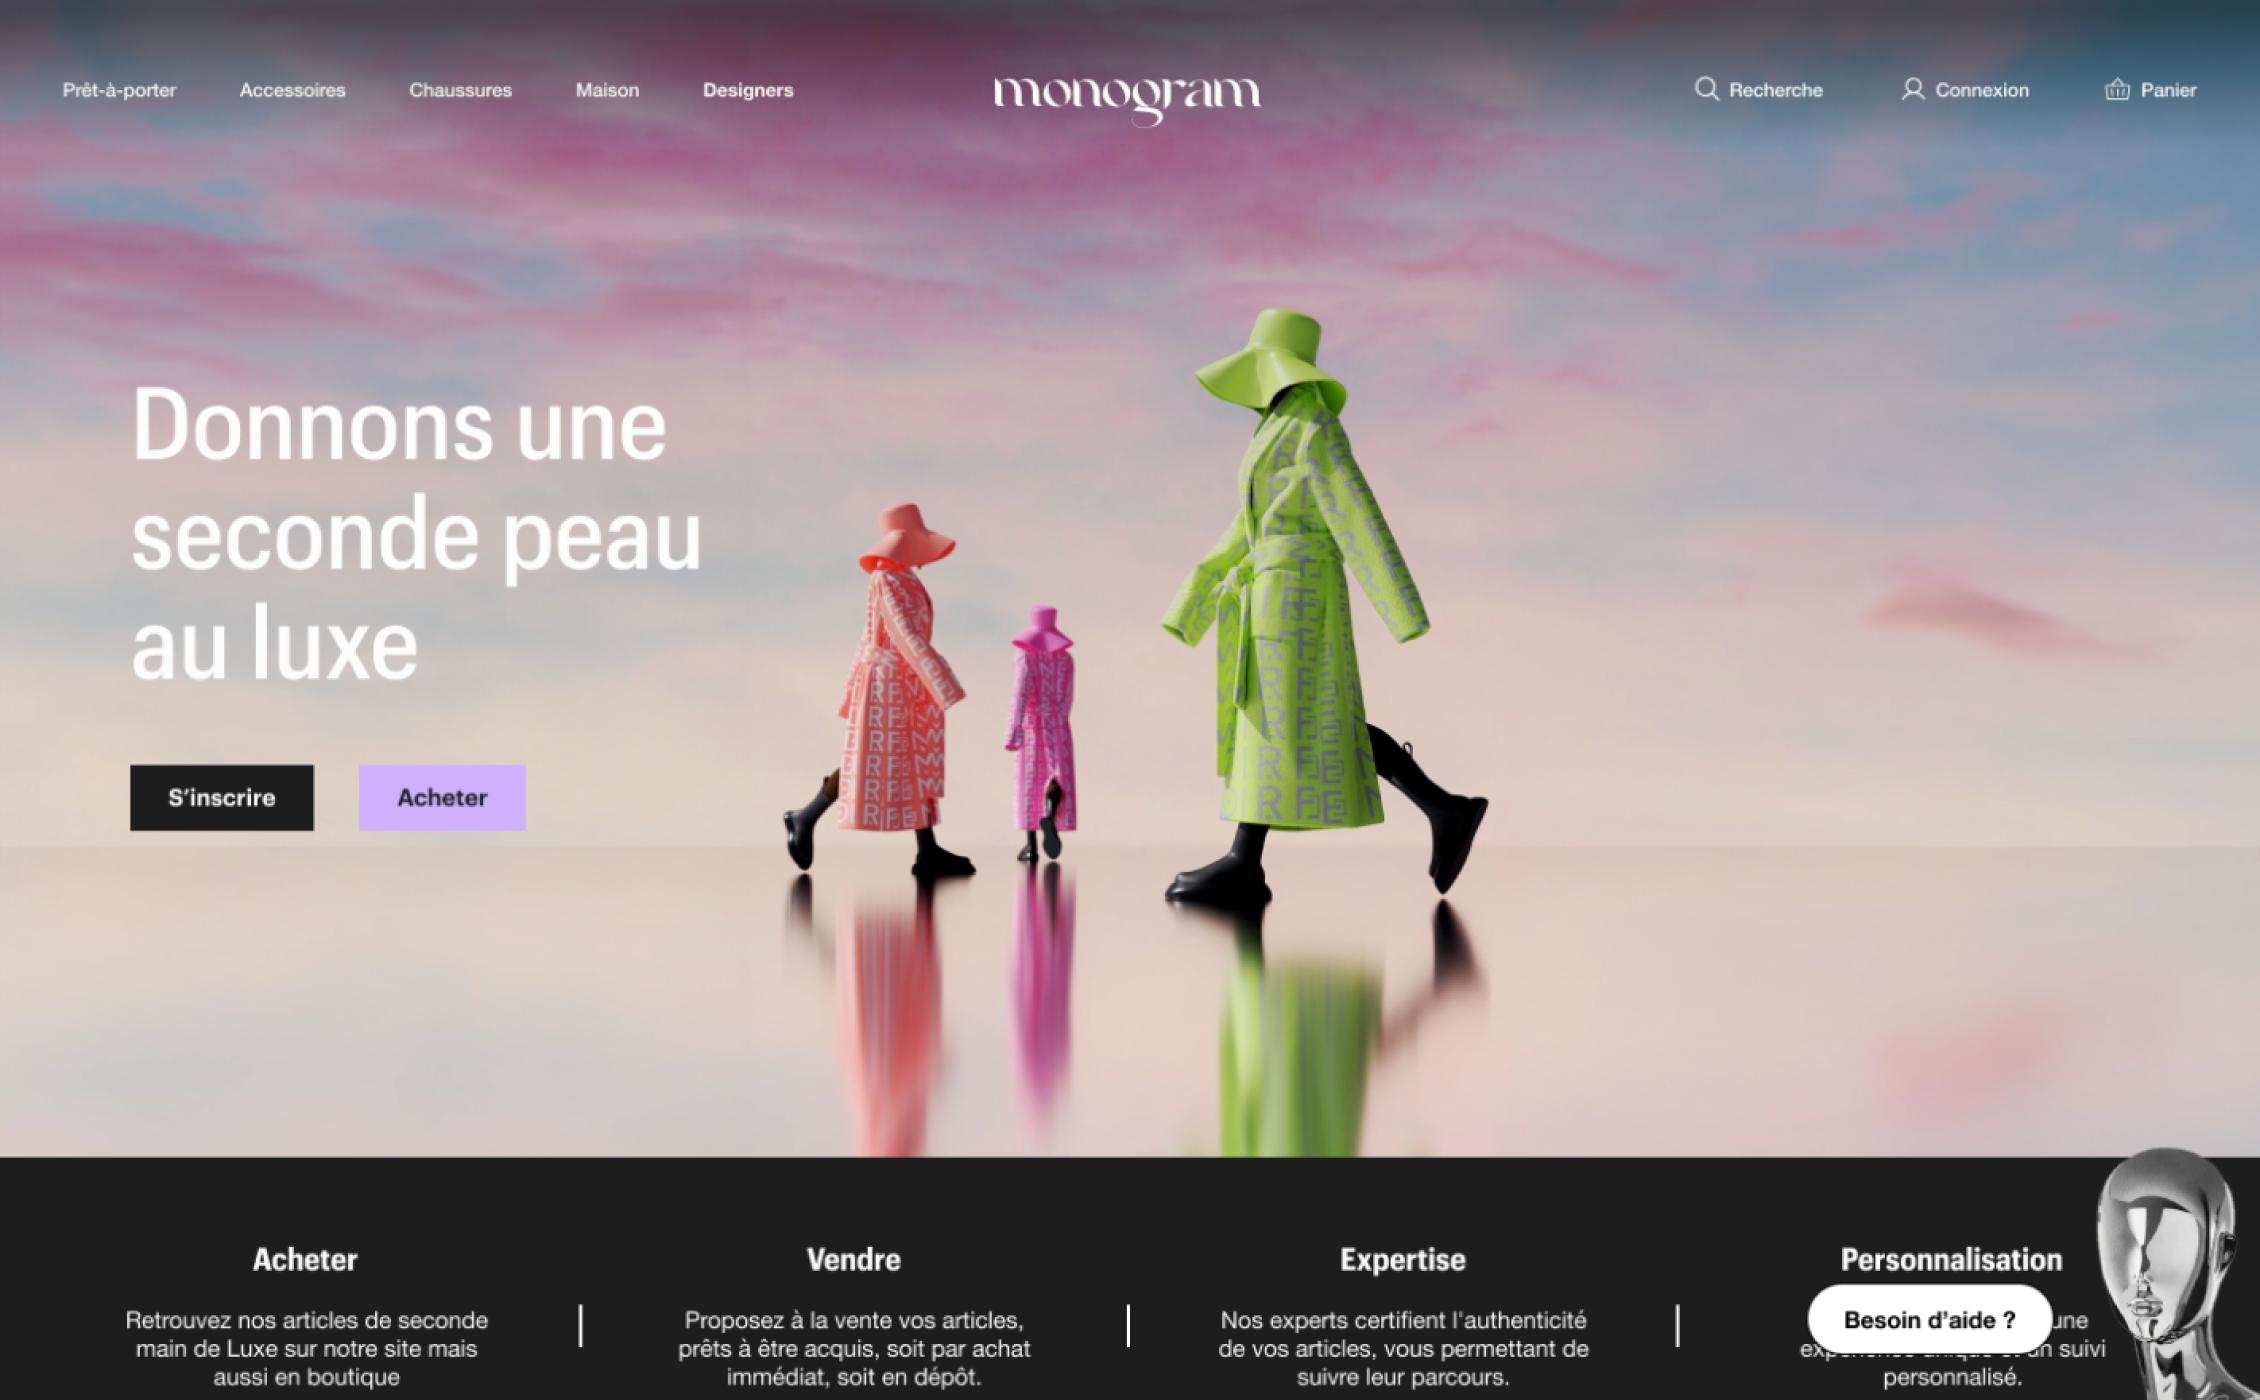 Prêt-à-porter Accessoires Chaussures Maison Designers monogram Recherche Connexion Panier
Donnons une
seconde peau
au luxe
S'inscrire Acheter
Acheter
Retrouvez nos articles de seconde
main de Luxe sur notre site mais
aussi en boutique
Vendre
Proposez à la vente vos articles,
prêts à être acquis, soit par achat
immédiat, soit en dépôt.
Expertise
Nos experts certifient l'authenticité
de vos articles, vous permettant de
suivre leur parcours.
Personnalisation
Besoin d'aide ?
une
suivi
personnalisé.